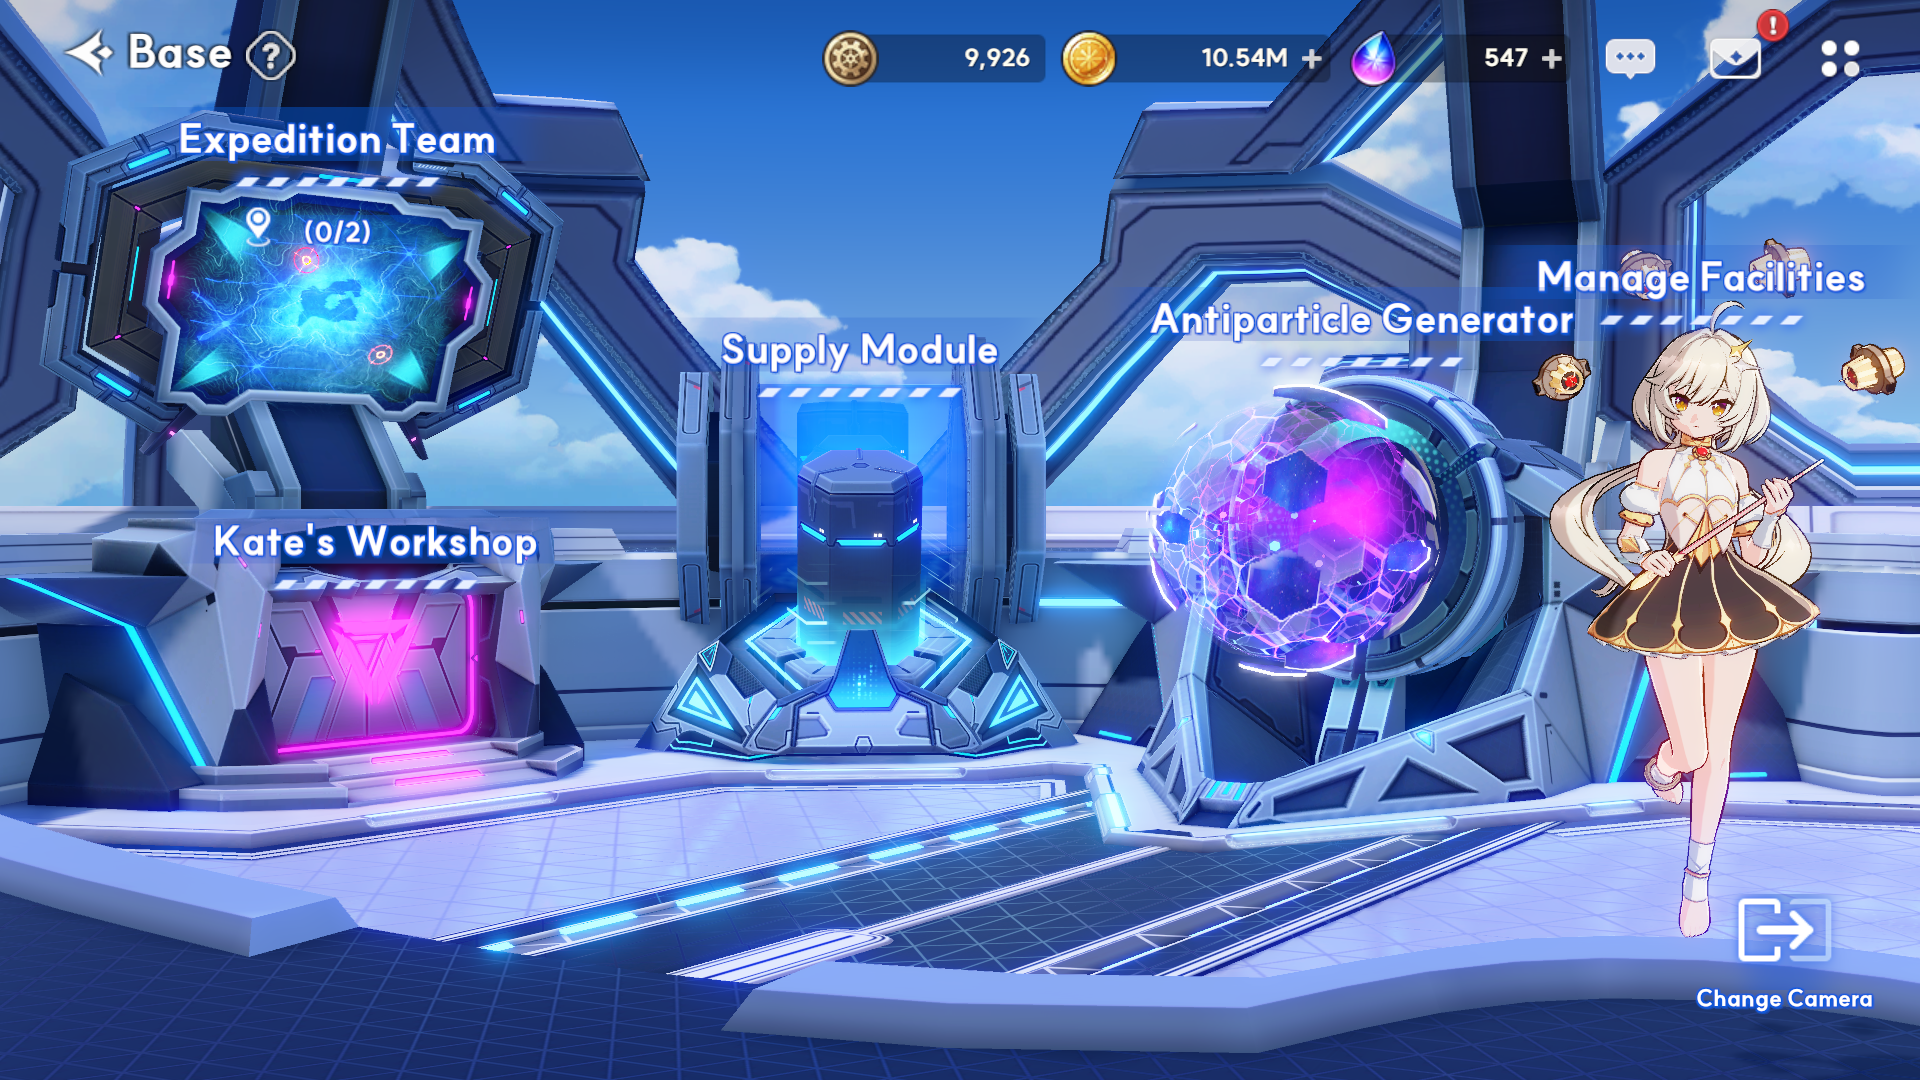 Base ?
9,926
10.54M +
547 +
!
Expedition Team
(0/2)
Manage Facilities
Antiparticle Generator
Supply Module
Kate's Workshop
Change Camera